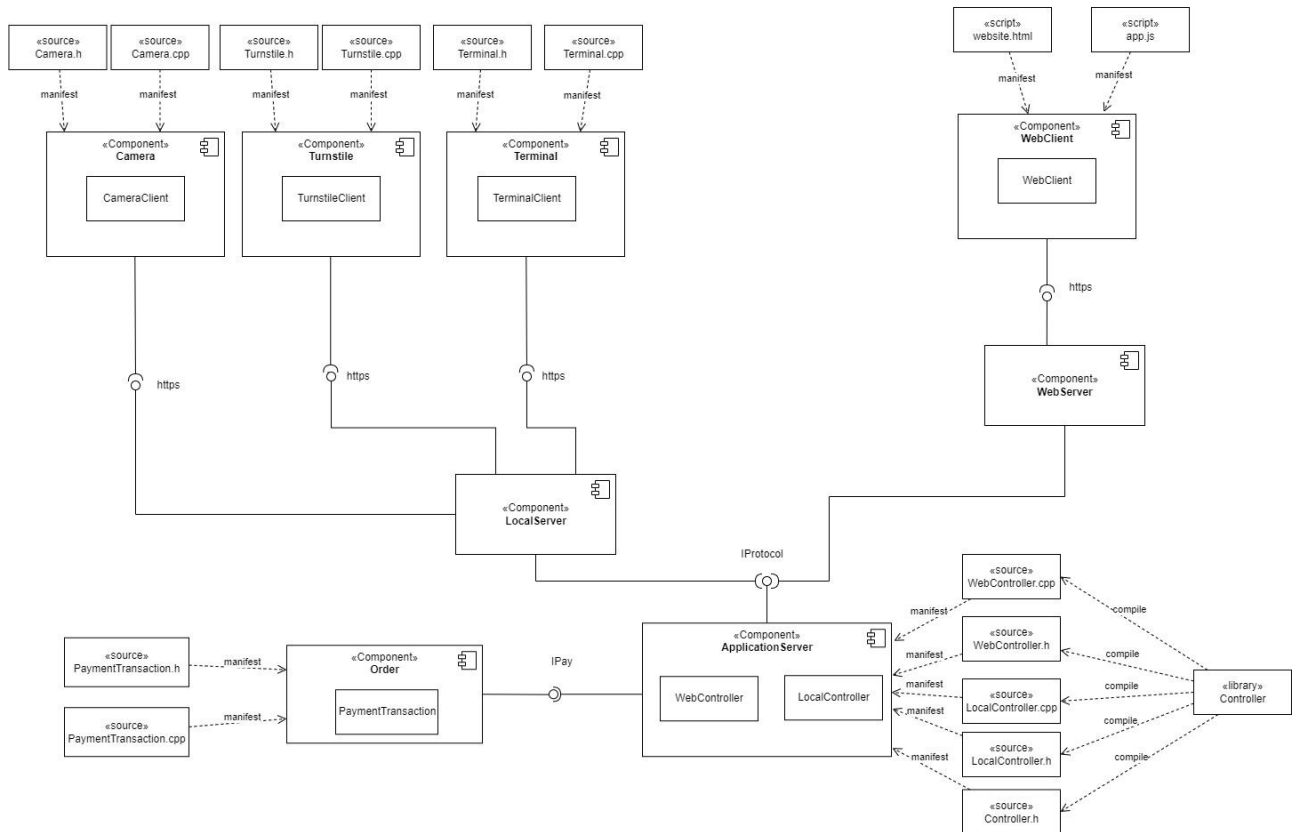 «source»
Camera.h
«source»
Camera.cpp
«source»
Turnstile.h
«source»
Turnstile.cpp
«source»
Terminal.h
«source»
Terminal.cpp
«script»
website.html
«script»
app.js
manifest
manifest
manifest
manifest
manifest
manifest
manifest
manifest
«Component»
Camera
CameraClient
«Component»
Turnstile
TurnstileClient
«Component»
Terminal
TerminalClient
«Component»
WebClient
WebClient
https
https
https
https
«Component»
WebServer
«Component»
LocalServer
IProtocol
«source»
PaymentTransaction.h
manifest
«source»
PaymentTransaction.cpp
manifest
«Component»
Order
PaymentTransaction
IPay
«Component»
ApplicationServer
WebController
LocalController
manifest
manifest
manifest
manifest
manifest
«source»
WebController.cpp
«source»
WebController.h
«source»
LocalController.cpp
«source»
LocalController.h
«source»
Controller.h
compile
compile
compile
compile
compile
«library»
Controller